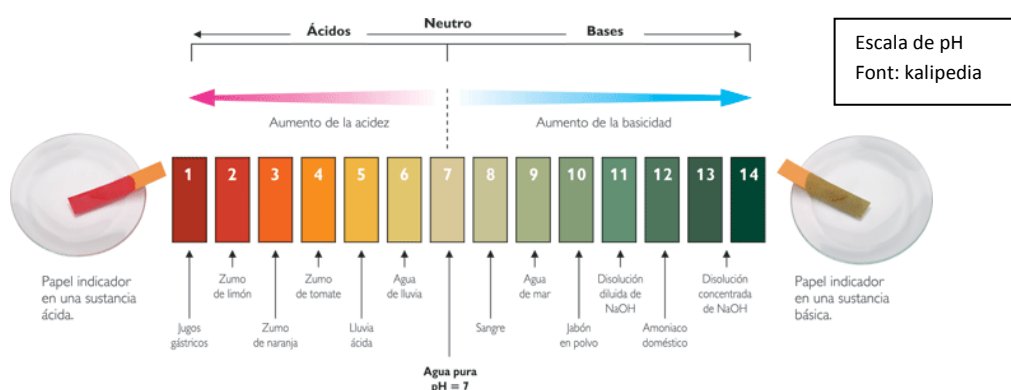 Neutro
Ácidos
Bases
Escala de pH
Font: kalipedia
Aumento de la acidez
Aumento de la basicidad
1 2 3 4 5 6 7 8 9 10 11 12 13 14
Papel indicador
en una sustancia
ácida.
Jugos
gástricos
Zumo
de limón
Zumo
de naranja
Zumo
de tomate
Lluvia
ácida
Agua
de lluvia
Agua pura
pH = 7
Sangre
Agua
de mar
Jabón
en polvo
Disolución
diluida de
NaOH
Amoniaco
doméstico
Disolución
concentrada
de NaOH
Papel indicador
en una sustancia
básica.